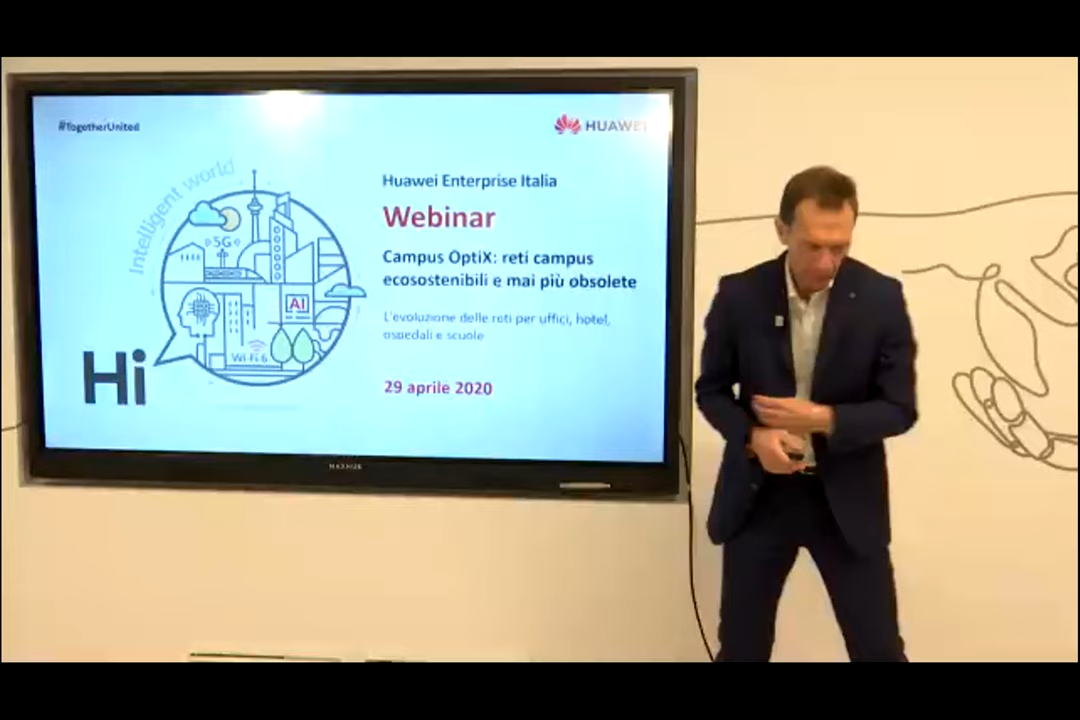 #TogetherUnited
HUAWEI
Intelligent world
Huawei Enterprise Italia
Webinar
5G
Campus OptiX: reti campus
ecosostenibili e mai più obsolete
AI
L'evoluzione delle reti per uffici, hotel,
ospedali e scuole
Wi-Fi 6
Hi
29 aprile 2020
MAXHUB